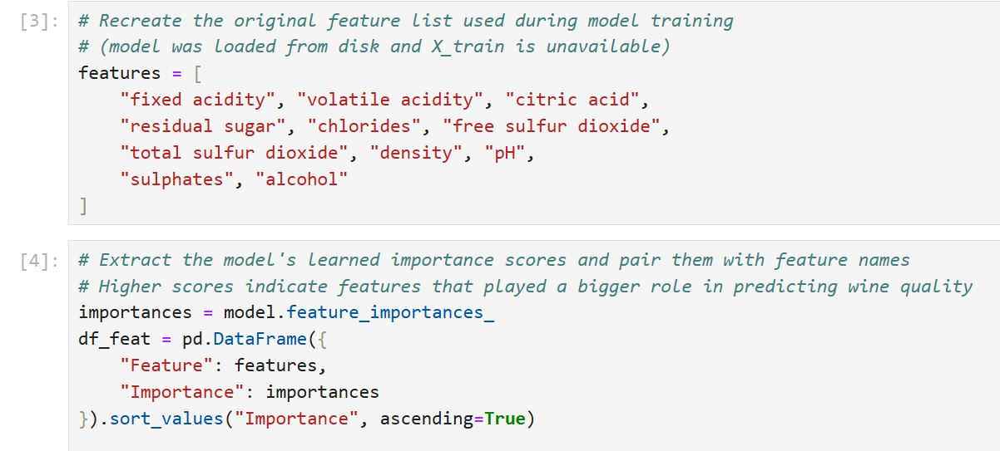 [3]: # Recreate the original feature list used during model training
# (model was loaded from disk and X_train is unavailable)
features = [
    "fixed acidity", "volatile acidity", "citric acid",
    "residual sugar", "chlorides", "free sulfur dioxide",
    "total sulfur dioxide", "density", "pH",
    "sulphates", "alcohol"
]
[4]: # Extract the model's learned importance scores and pair them with feature names
# Higher scores indicate features that played a bigger role in predicting wine quality
importances = model.feature_importances_
df_feat = pd.DataFrame({
    "Feature": features,
    "Importance": importances
}).sort_values("Importance", ascending=True)